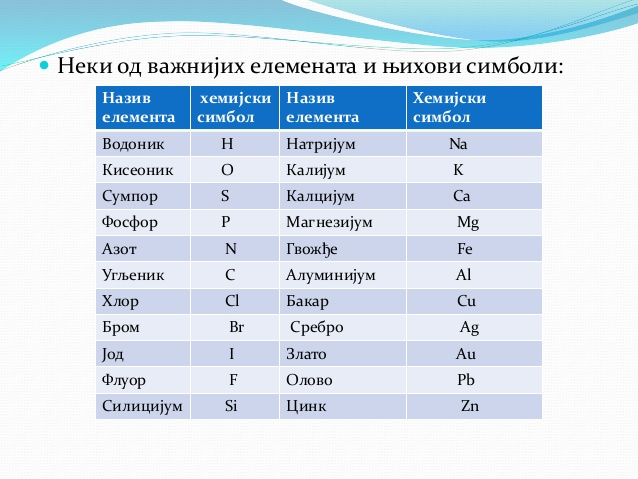 Неки од важнијих елемената и њихови симболи:
Назив елемента хемијски симбол Назив елемента Хемијски симбол
Водоник H Натријум Na
Кисеоник O Калијум K
Сумпор S Калцијум Ca
Фосфор P Магнезијум Mg
Азот N Гвожђе Fe
Угљеник C Алуминијум Al
Хлор Cl Бакар Cu
Бром Br Сребро Ag
Јод I Злато Au
Флуор F Олово Pb
Силицијум Si Цинк Zn